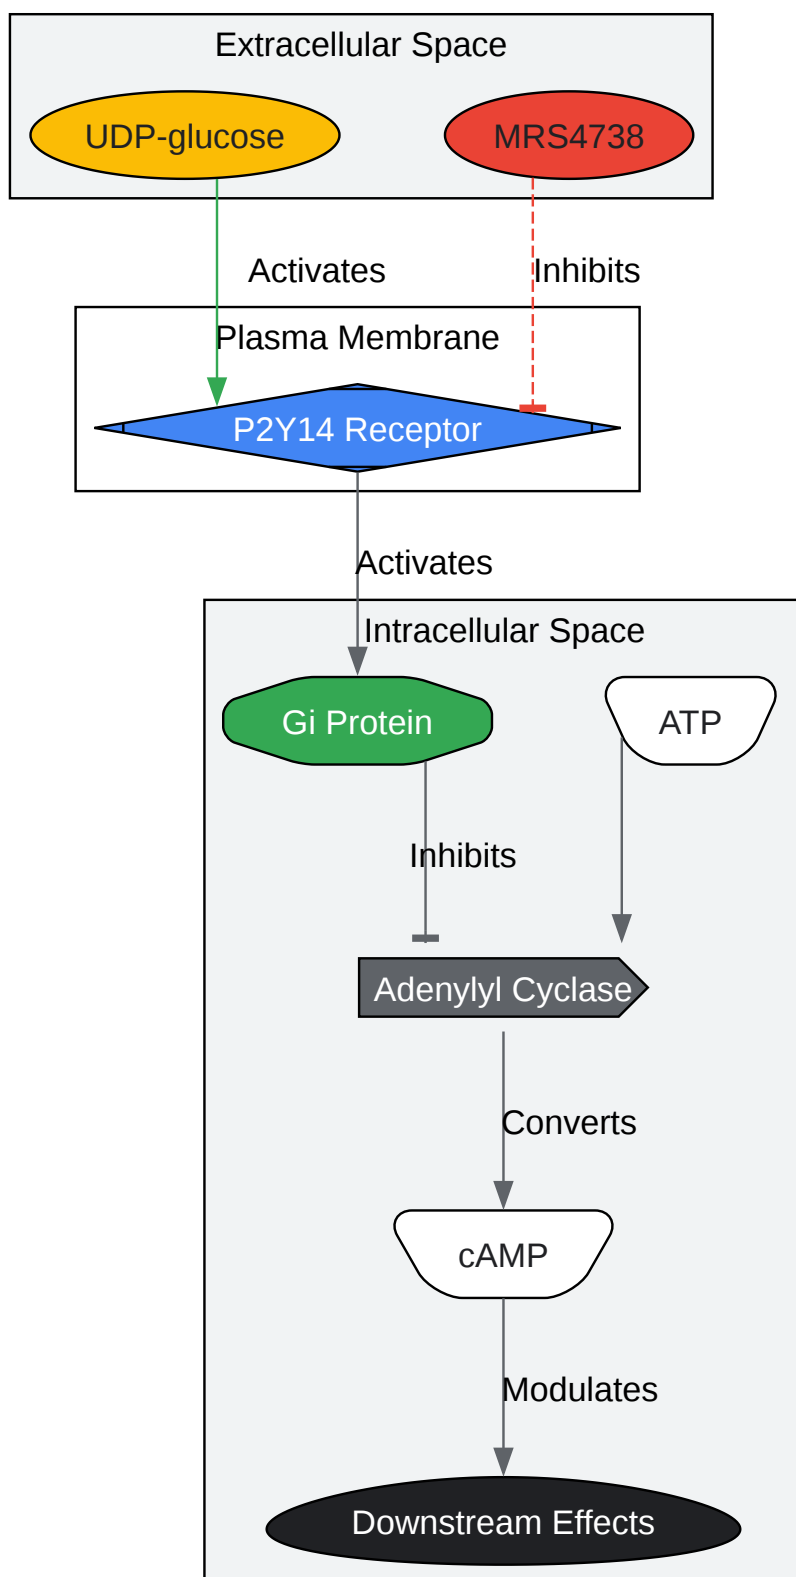 Extracellular Space
UDP-glucose
MRS4738
Activates
Inhibits
Plasma Membrane
P2Y14 Receptor
Activates
Intracellular Space
Gi Protein
ATP
Inhibits
Adenylyl Cyclase
Converts
cAMP
Modulates
Downstream Effects